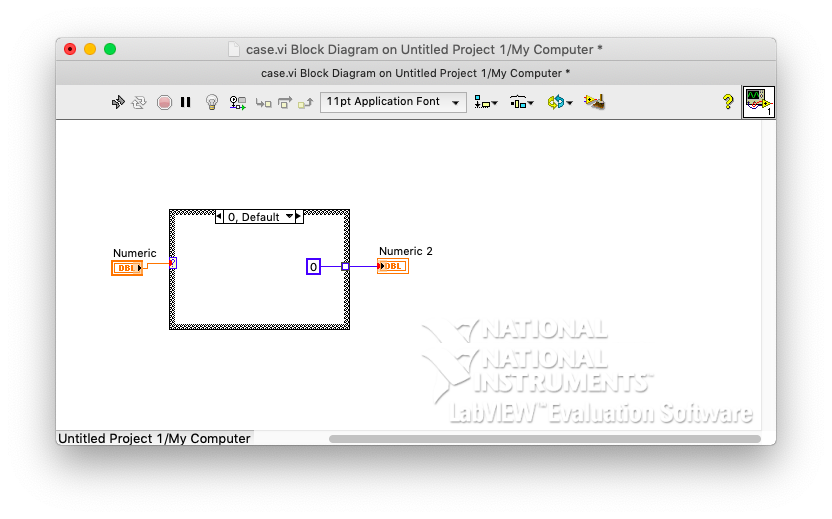 case.vi Block Diagram on Untitled Project 1/My Computer *
case.vi Block Diagram on Untitled Project 1/My Computer *
11pt Application Font
?
1
0, Default
Numeric
DBL
?
0
Numeric 2
DBL
NATIONAL
NATIONAL
INSTRUMENTS™
LabVIEW™ Evaluation Software
Untitled Project 1/My Computer